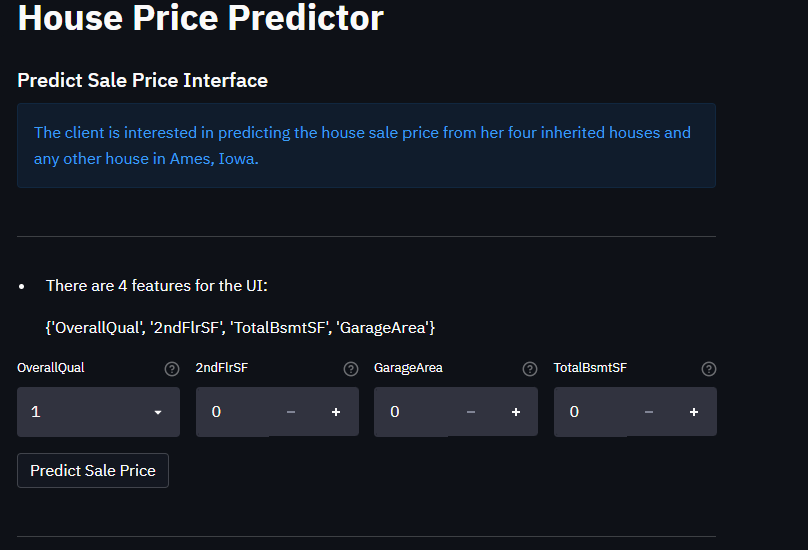 House Price Predictor
Predict Sale Price Interface
The client is interested in predicting the house sale price from her four inherited houses and
any other house in Ames, Iowa.
• There are 4 features for the UI:
{'OverallQual', '2ndFlrSF', 'TotalBsmtSF', 'GarageArea'}
OverallQual ? 2ndFlrSF ? GarageArea ? TotalBsmtSF ?
1 0 − + 0 − + 0 − +
Predict Sale Price